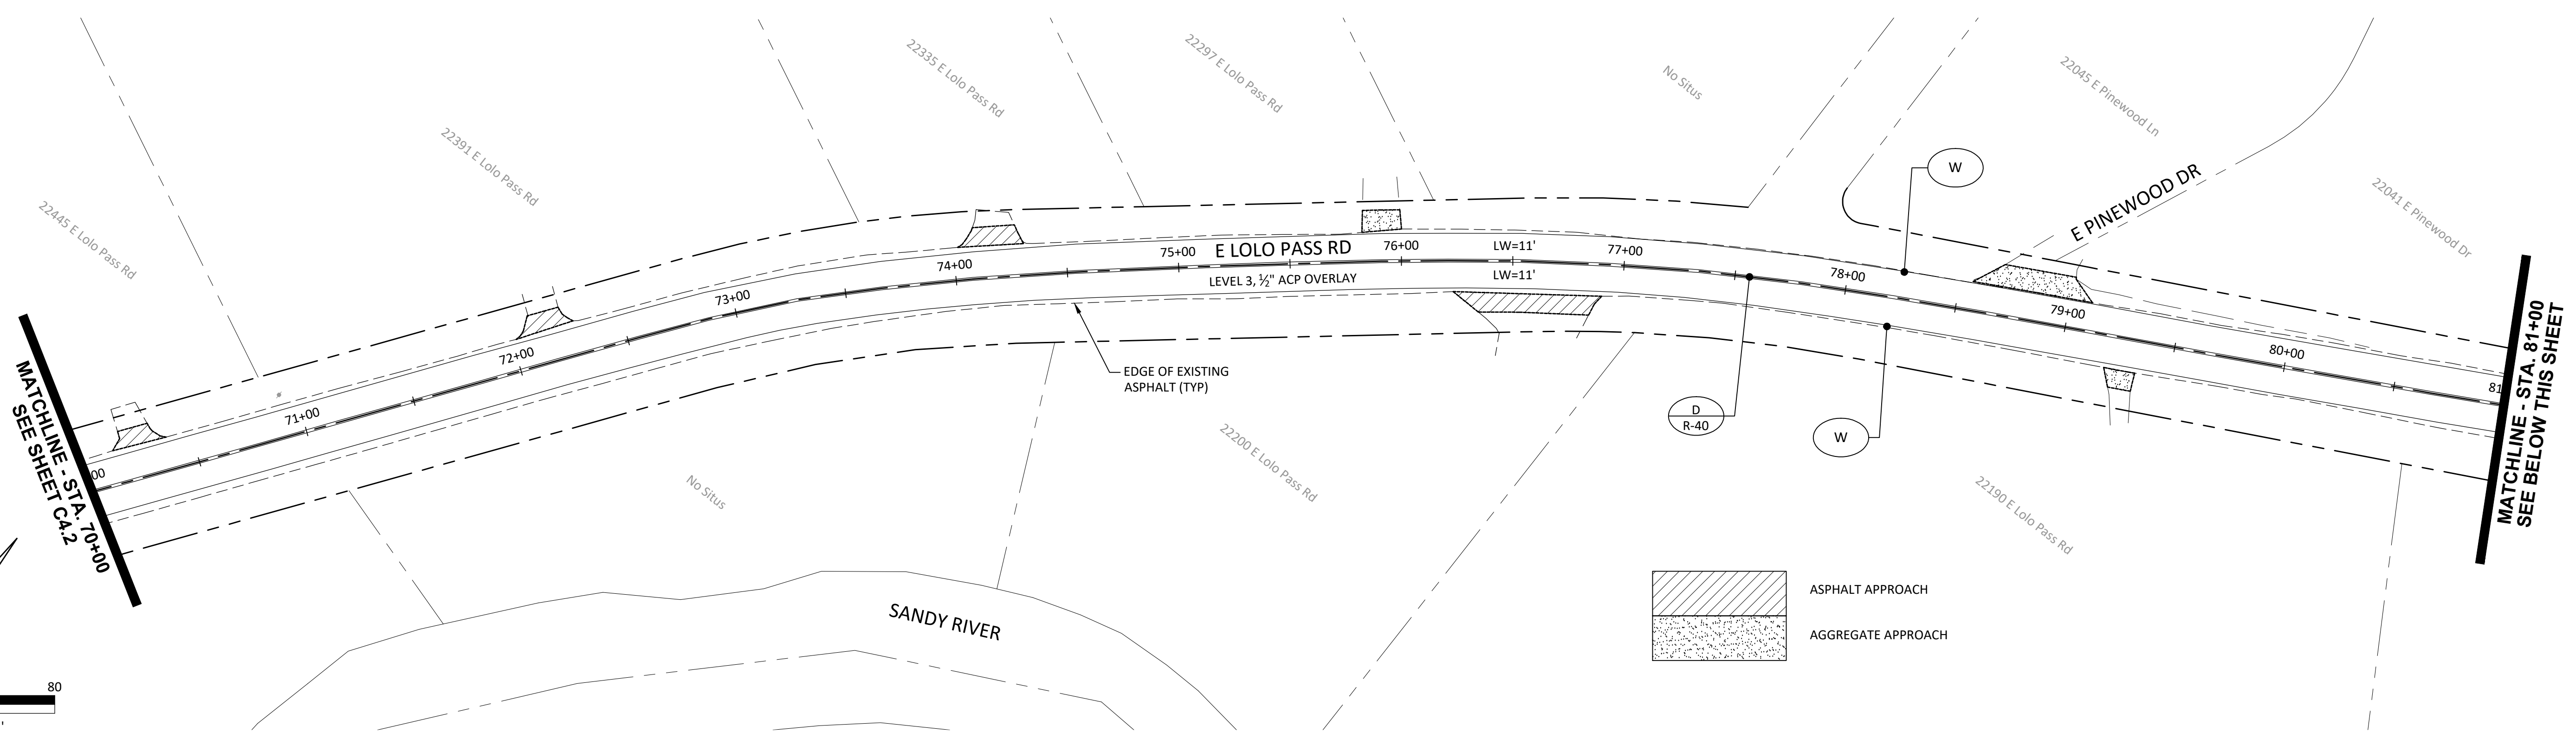 22445 E Lolo Pass Rd
22391 E Lolo Pass Rd
22335 E Lolo Pass Rd
22297 E Lolo Pass Rd
No Situs
22045 E Pinewood Ln
22041 E Pinewood Dr
E PINEWOOD DR
W
E LOLO PASS RD
LW=11'
LW=11'
LEVEL 3, ½" ACP OVERLAY
00
71+00
72+00
73+00
74+00
75+00
76+00
77+00
78+00
79+00
80+00
81
MATCHLINE - STA. 70+00
SEE SHEET C4.2
MATCHLINE - STA. 81+00
SEE BELOW THIS SHEET
EDGE OF EXISTING
ASPHALT (TYP)
D
R-40
W
No Situs
22200 E Lolo Pass Rd
22190 E Lolo Pass Rd
SANDY RIVER
ASPHALT APPROACH
AGGREGATE APPROACH
80
'